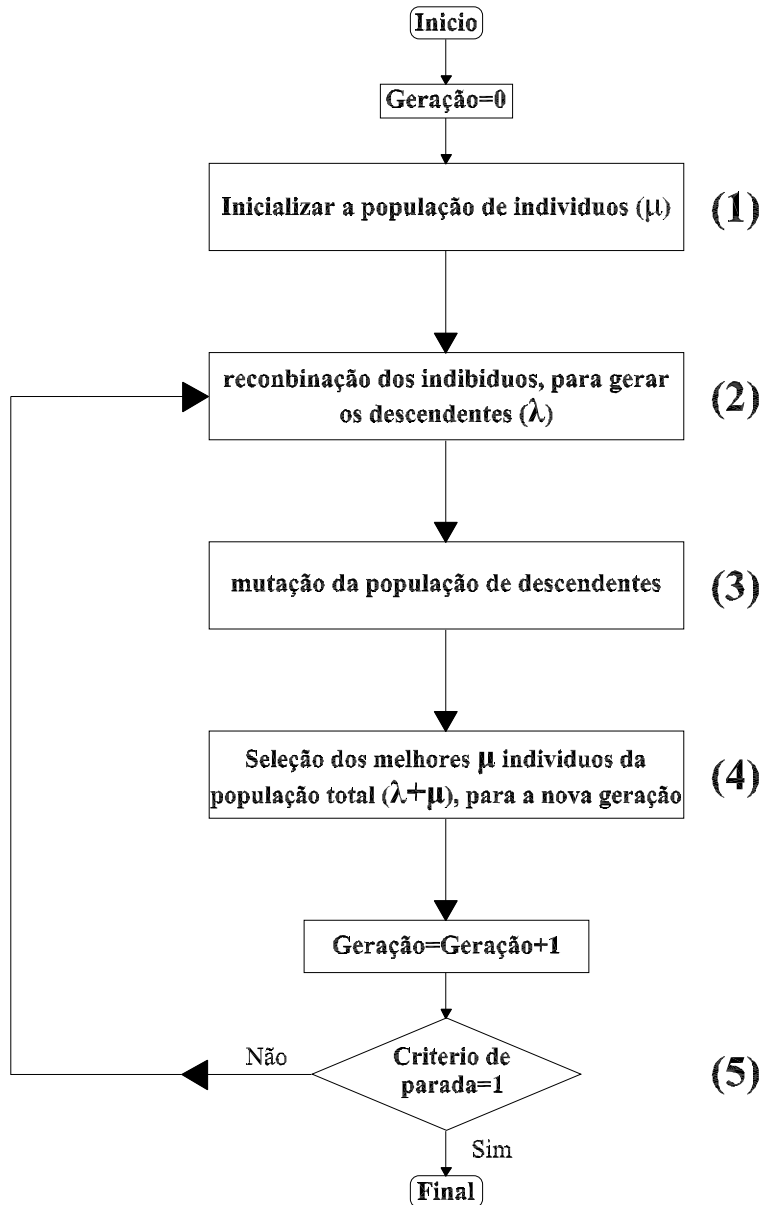 Inicio
Geração=0
Inicializar a população de individuos (μ)
(1)
reconbinação dos indibiduos, para gerar
os descendentes (λ)
(2)
mutação da população de descendentes
(3)
Seleção dos melhores μ individuos da
população total (λ+μ), para a nova geração
(4)
Geração=Geração+1
Não
Criterio de
parada=1
(5)
Sim
Final